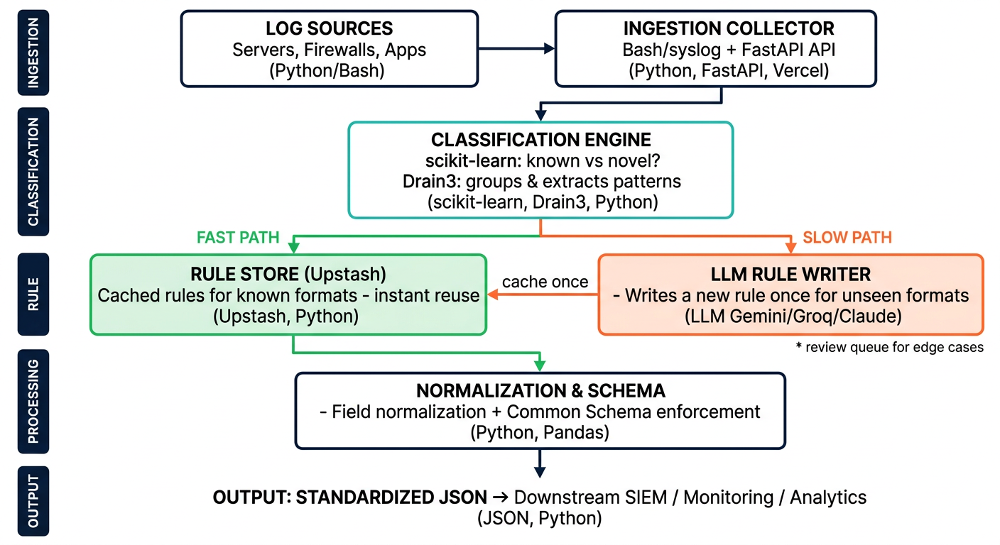 INGESTION
LOG SOURCES
Servers, Firewalls, Apps
(Python/Bash)
INGESTION COLLECTOR
Bash/syslog + FastAPI API
(Python, FastAPI, Vercel)
CLASSIFICATION
CLASSIFICATION ENGINE
scikit-learn: known vs novel?
Drain3: groups & extracts patterns
(scikit-learn, Drain3, Python)
FAST PATH
SLOW PATH
RULE
RULE STORE (Upstash)
Cached rules for known formats - instant reuse
(Upstash, Python)
cache once
LLM RULE WRITER
- Writes a new rule once for unseen formats
(LLM Gemini/Groq/Claude)
* review queue for edge cases
PROCESSING
NORMALIZATION & SCHEMA
- Field normalization + Common Schema enforcement
(Python, Pandas)
OUTPUT
OUTPUT: STANDARDIZED JSON → Downstream SIEM / Monitoring / Analytics
(JSON, Python)